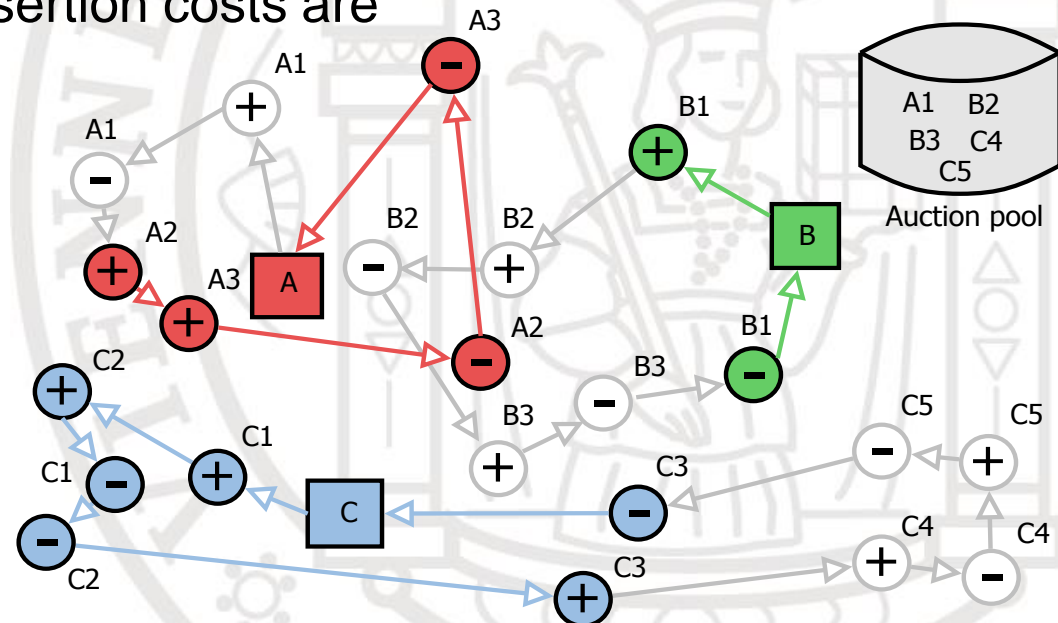 sertion costs are
A3
A1
+
-
A1
-
B1
+
A1 B2
B3 C4
C5
Auction pool
A2
+
B2
-
B2
+
B
A3
+
A
A2
-
B1
-
C2
+
B3
-
B3
+
C5
-
C5
+
C1
+
C1
-
C
C3
-
C2
-
C3
+
C4
+
C4
-